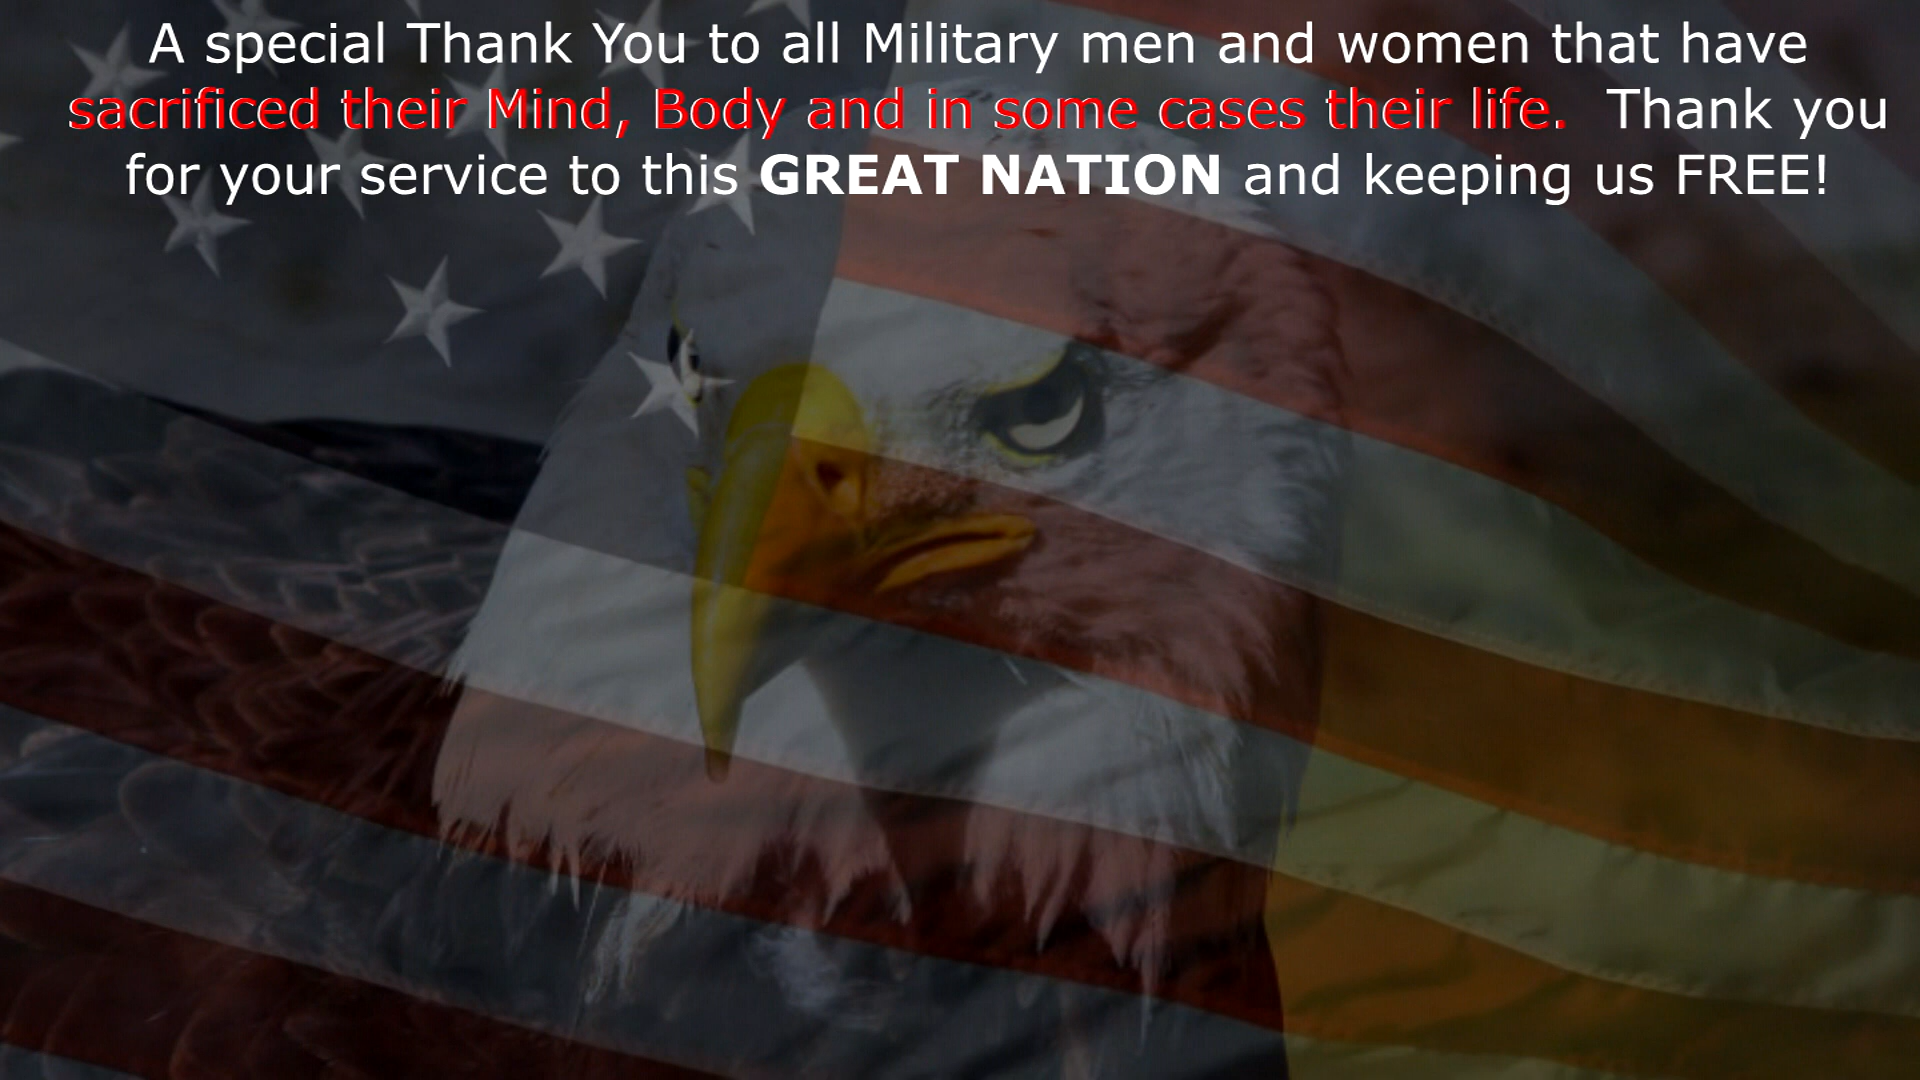 A special Thank You to all Military men and women that have
sacrificed their Mind, Body and in some cases their life.  Thank you
for your service to this GREAT NATION and keeping us FREE!